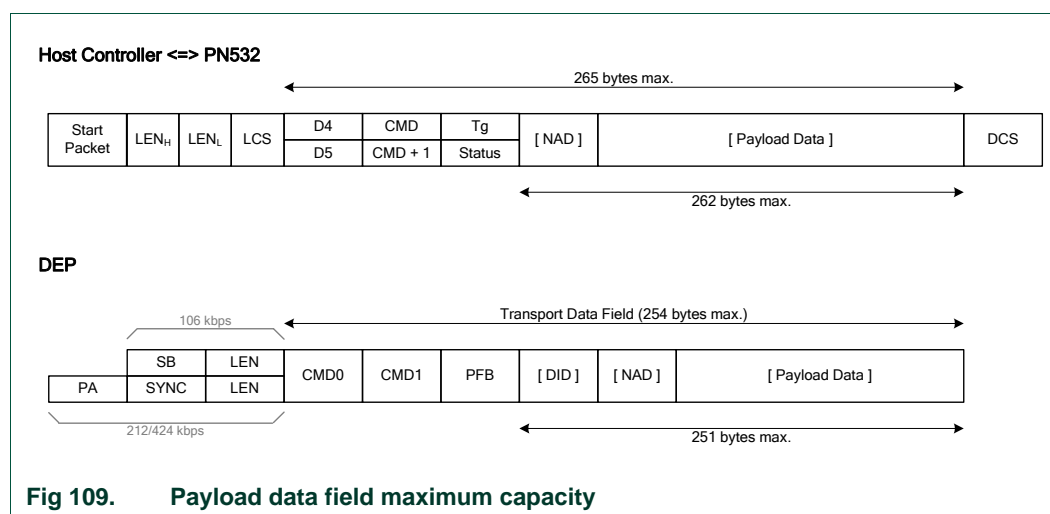 Host Controller <=> PN532
265 bytes max.
Start Packet LEN_H LEN_L LCS D4 CMD Tg [ NAD ] [ Payload Data ] DCS
D5 CMD + 1 Status
262 bytes max.
DEP
106 kbps
Transport Data Field (254 bytes max.)
SB LEN CMD0 CMD1 PFB [ DID ] [ NAD ] [ Payload Data ]
PA SYNC LEN
212/424 kbps
251 bytes max.
Fig 109. Payload data field maximum capacity